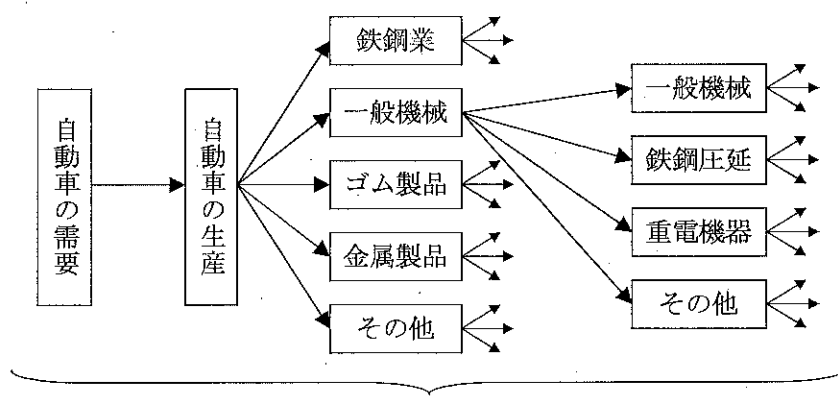 自動車の需要
自動車の生産
鉄鋼業
一般機械
ゴム製品
金属製品
その他
一般機械
鉄鋼圧延
重電機器
その他